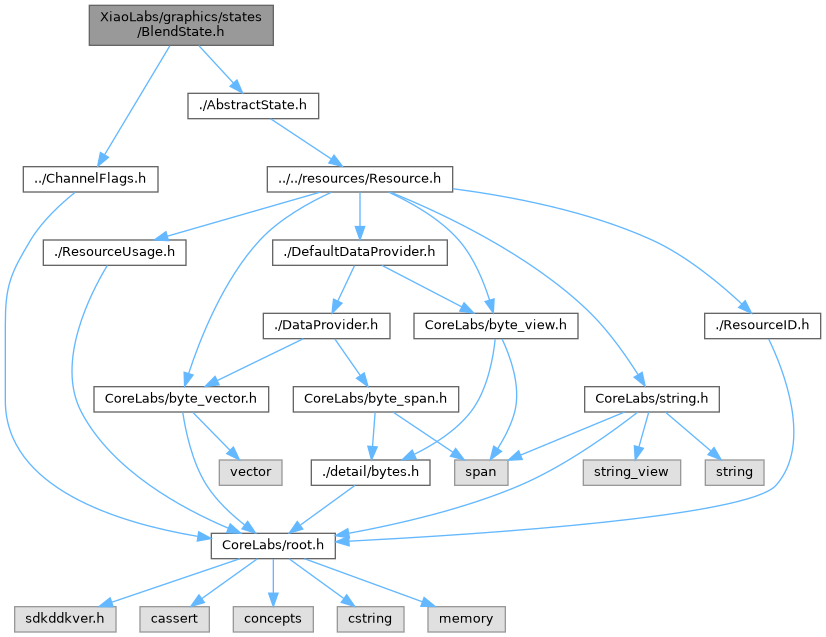 XiaoLabs/graphics/states
/BlendState.h
./AbstractState.h
../ChannelFlags.h
../../resources/Resource.h
./ResourceUsage.h
./DefaultDataProvider.h
./DataProvider.h
CoreLabs/byte_view.h
./ResourceID.h
CoreLabs/byte_vector.h
CoreLabs/byte_span.h
CoreLabs/string.h
vector
./detail/bytes.h
span
string_view
string
CoreLabs/root.h
sdkddkver.h
cassert
concepts
cstring
memory